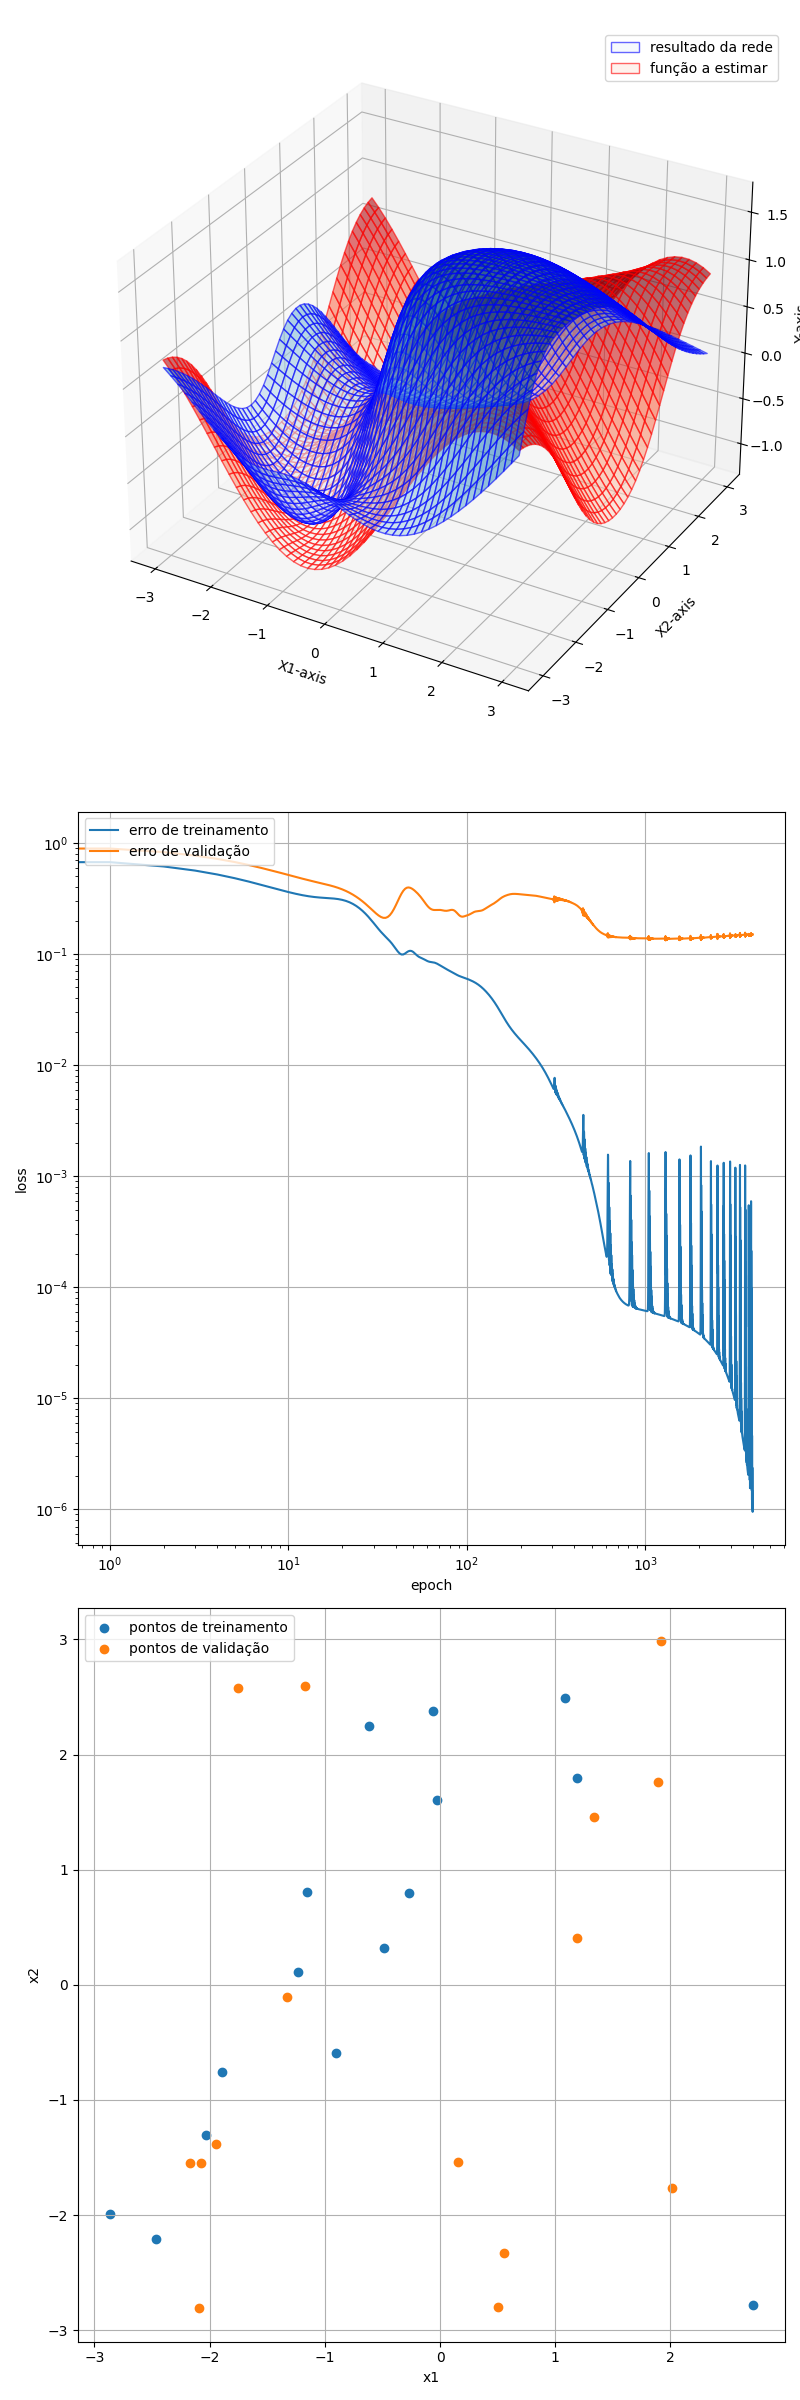 resultado da rede
função a estimar
1.5
1.0
0.5
0.0
−0.5
−1.0
−3
−2
−1
0
1
2
3
X1-axis
−3
−2
−1
0
1
2
3
X2-axis
erro de treinamento
erro de validação
10⁰
10⁻¹
10⁻²
10⁻³
10⁻⁴
10⁻⁵
10⁻⁶
loss
10⁰ 10¹ 10² 10³
epoch
pontos de treinamento
pontos de validação
3
2
1
0
−1
−2
−3
x2
−3 −2 −1 0 1 2
x1